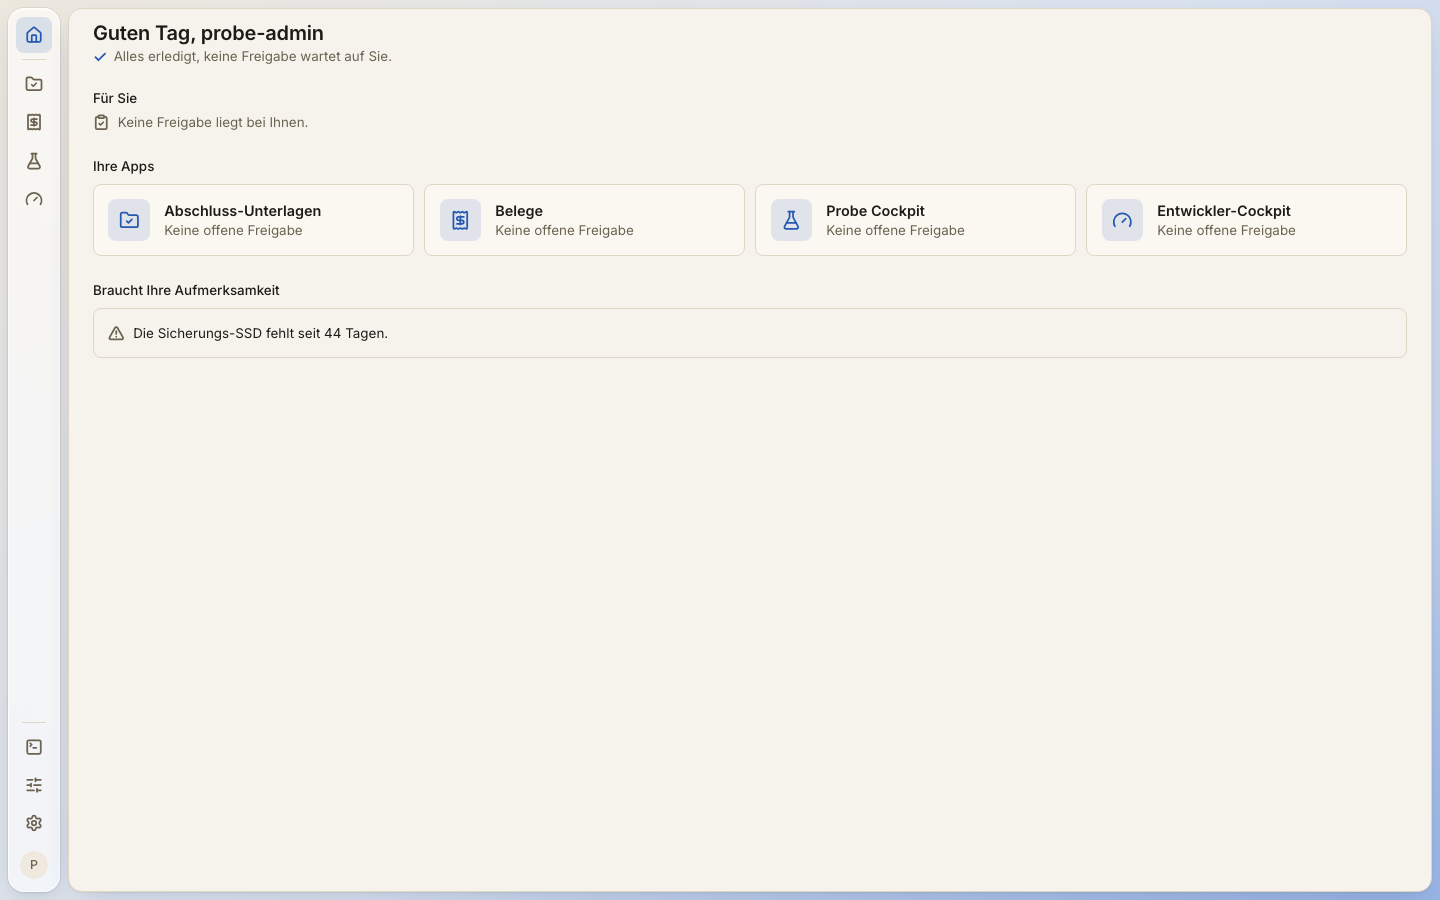 Guten Tag, probe-admin
Alles erledigt, keine Freigabe wartet auf Sie.
Für Sie
Keine Freigabe liegt bei Ihnen.
Ihre Apps
Abschluss-Unterlagen
Keine offene Freigabe
Belege
Keine offene Freigabe
Probe Cockpit
Keine offene Freigabe
Entwickler-Cockpit
Keine offene Freigabe
Braucht Ihre Aufmerksamkeit
Die Sicherungs-SSD fehlt seit 44 Tagen.
P